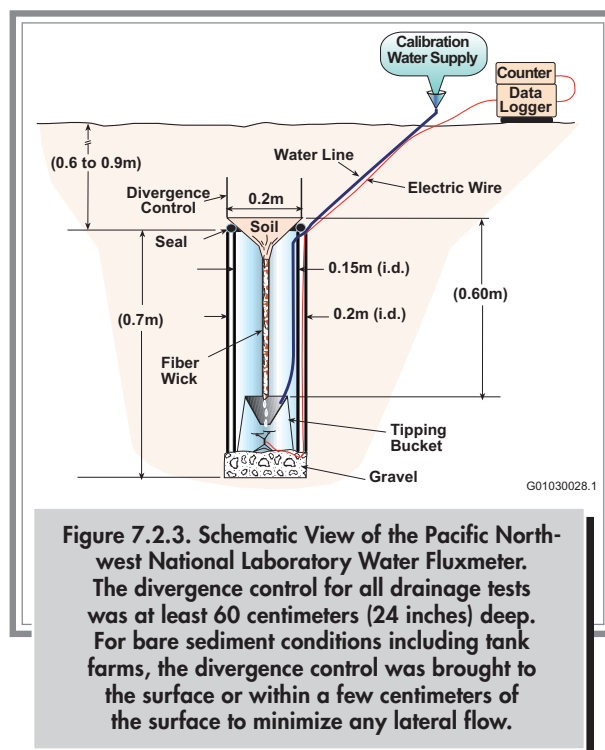 Calibration
Water Supply
Counter
Data
Logger
(0.6 to 0.9m)
Water Line
Electric Wire
Divergence
Control
0.2m
Soil
Seal
0.15m (i.d.)
(0.60m)
(0.7m)
0.2m (i.d.)
Fiber
Wick
Tipping
Bucket
Gravel
G01030028.1
Figure 7.2.3. Schematic View of the Pacific North-
west National Laboratory Water Fluxmeter.
The divergence control for all drainage tests
was at least 60 centimeters (24 inches) deep.
For bare sediment conditions including tank
farms, the divergence control was brought to
the surface or within a few centimeters of
the surface to minimize any lateral flow.